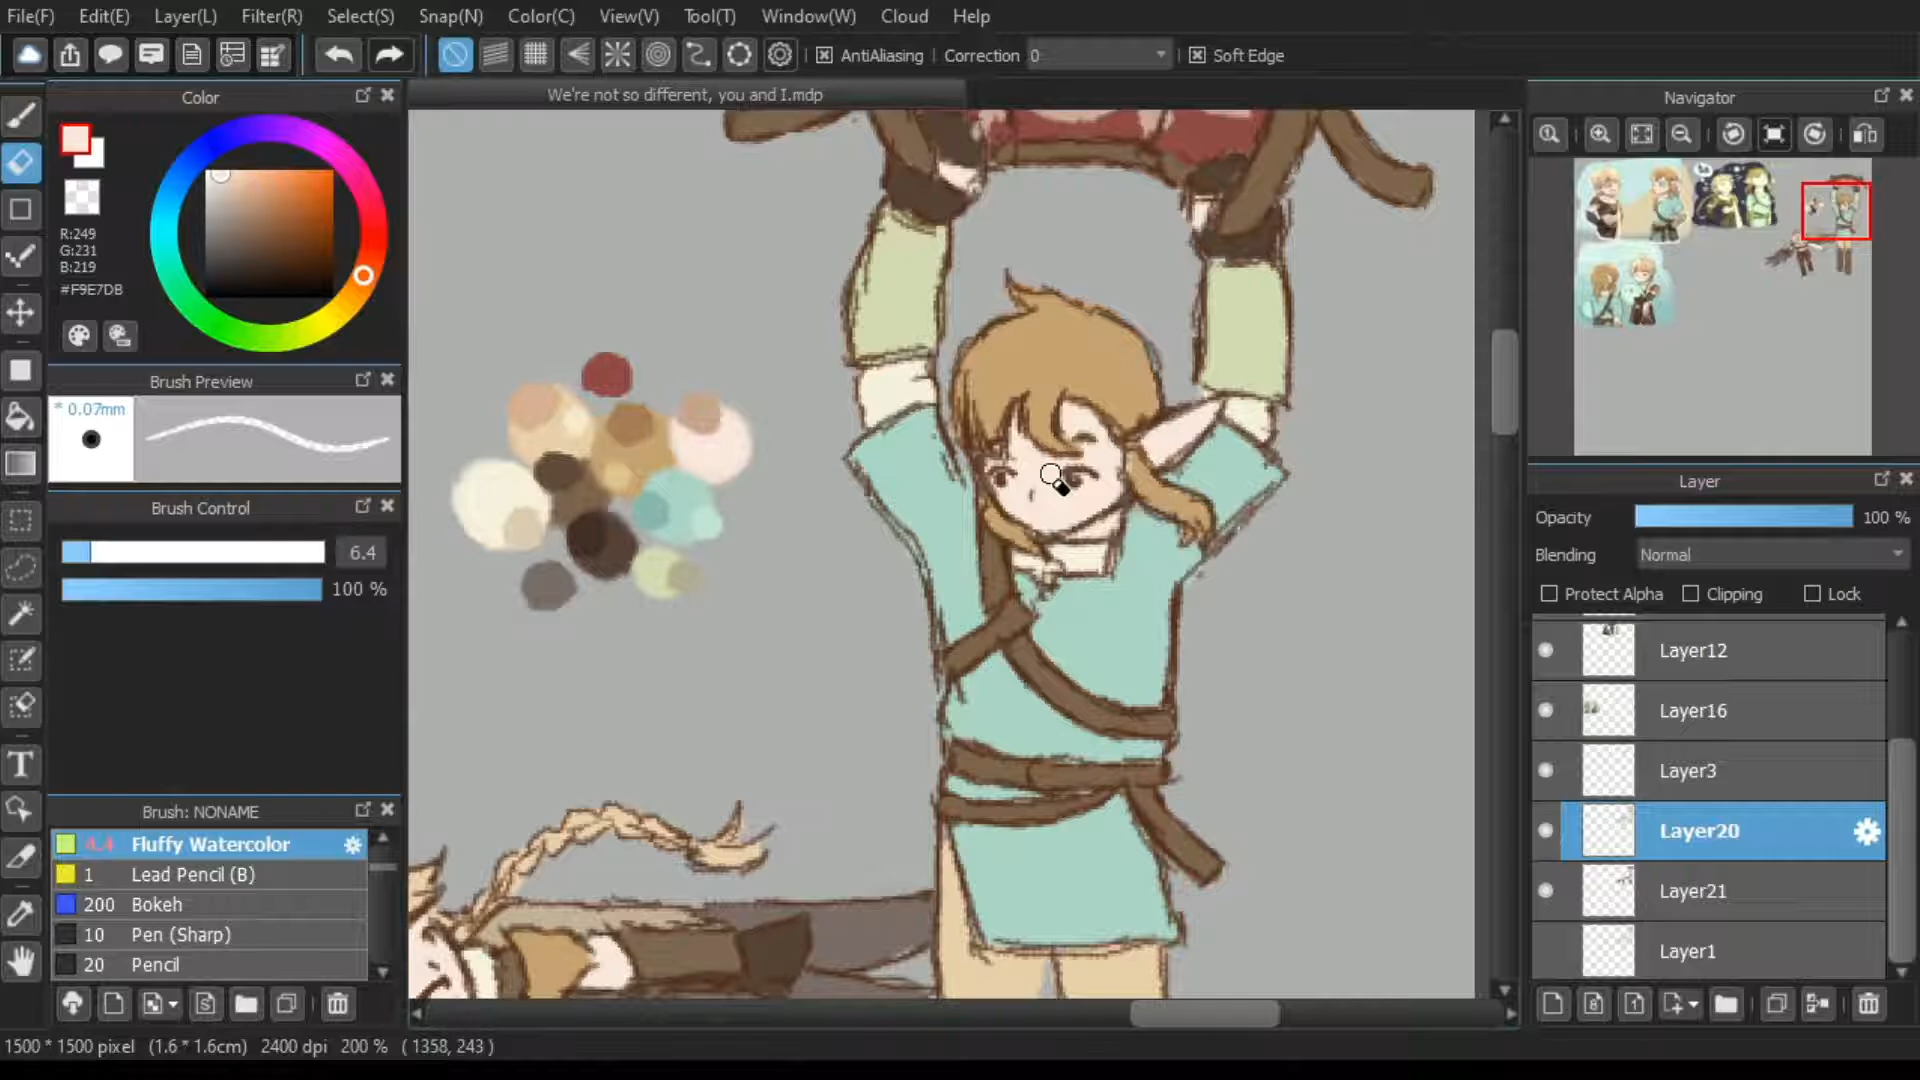 File(F) Edit(E) Layer(L) Filter(R) Select(S) Snap(N) Color(C) View(V) Tool(T) Window(W) Cloud Help
AntiAliasing Correction 0 Soft Edge
Color
We're not so different, you and I.mdp
Navigator
R:249
G:231
B:219
#F9E7DB
Brush Preview
* 0.07mm
Brush Control
6.4
100 %
Layer
Opacity 100 %
Blending Normal
Protect Alpha Clipping Lock
Layer12
Layer16
Layer3
Layer20
Layer21
Layer1
Brush: NONAME
Fluffy Watercolor
1 Lead Pencil (B)
200 Bokeh
10 Pen (Sharp)
20 Pencil
1500 * 1500 pixel (1.6 * 1.6cm) 2400 dpi 200 % ( 1358, 243 )